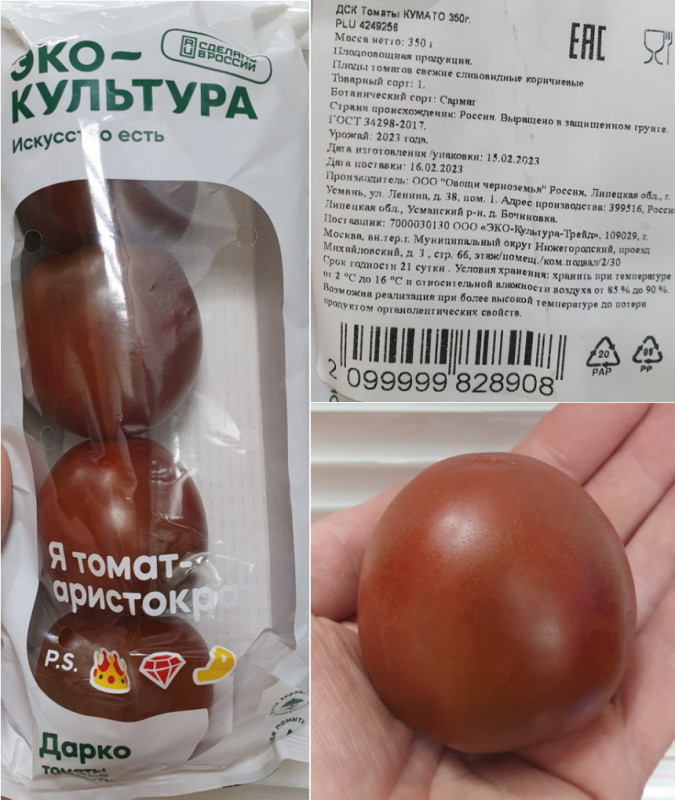 ЭКО—
КУЛЬТУРА
СДЕЛАНО
В РОССИИ
Искусство есть
Я томат-
аристокра
P.S.
Дарко
томаты
ДСК Томаты КУМАТО 350г.
PLU 4249256
Масса нетто: 350 г
Плодоовощная продукция.
Плоды томатов свежие сливовидные коричневые
Товарный сорт: 1.
Ботанический сорт: Сармат
Страна происхождения: Россия. Выращено в защищенном грунте.
ГОСТ 34298-2017.
Урожай: 2023 года.
Дата изготовления /упаковки: 15.02.2023
Дата поставки: 16.02.2023
Производитель: ООО "Овощи черноземья" Россия, Липецкая обл., г.
Усмань, ул. Ленина, д. 38, пом. 1. Адрес производства: 399516, Росси
Липецкая обл., Усманский р-н, д. Бочиновка.
Поставщик: 7000030130 ООО «ЭКО-Культура-Трейд», 109029, г.
Москва, вн.тер.г. Муниципальный округ Нижегородский, проезд
Михайловский, д. 3 , стр. 66, этаж/помещ./ком.подвал/2/30
Срок годности 21 сутки . Условия хранения: хранить при температуре
от 2 °С до 16 °С и относительной влажности воздуха от 85 % до 90 %.
Возможна реализация при более высокой температуре до потери
продуктом органолептических свойств.
EAC
2 099999 828908
20
PAP
PP